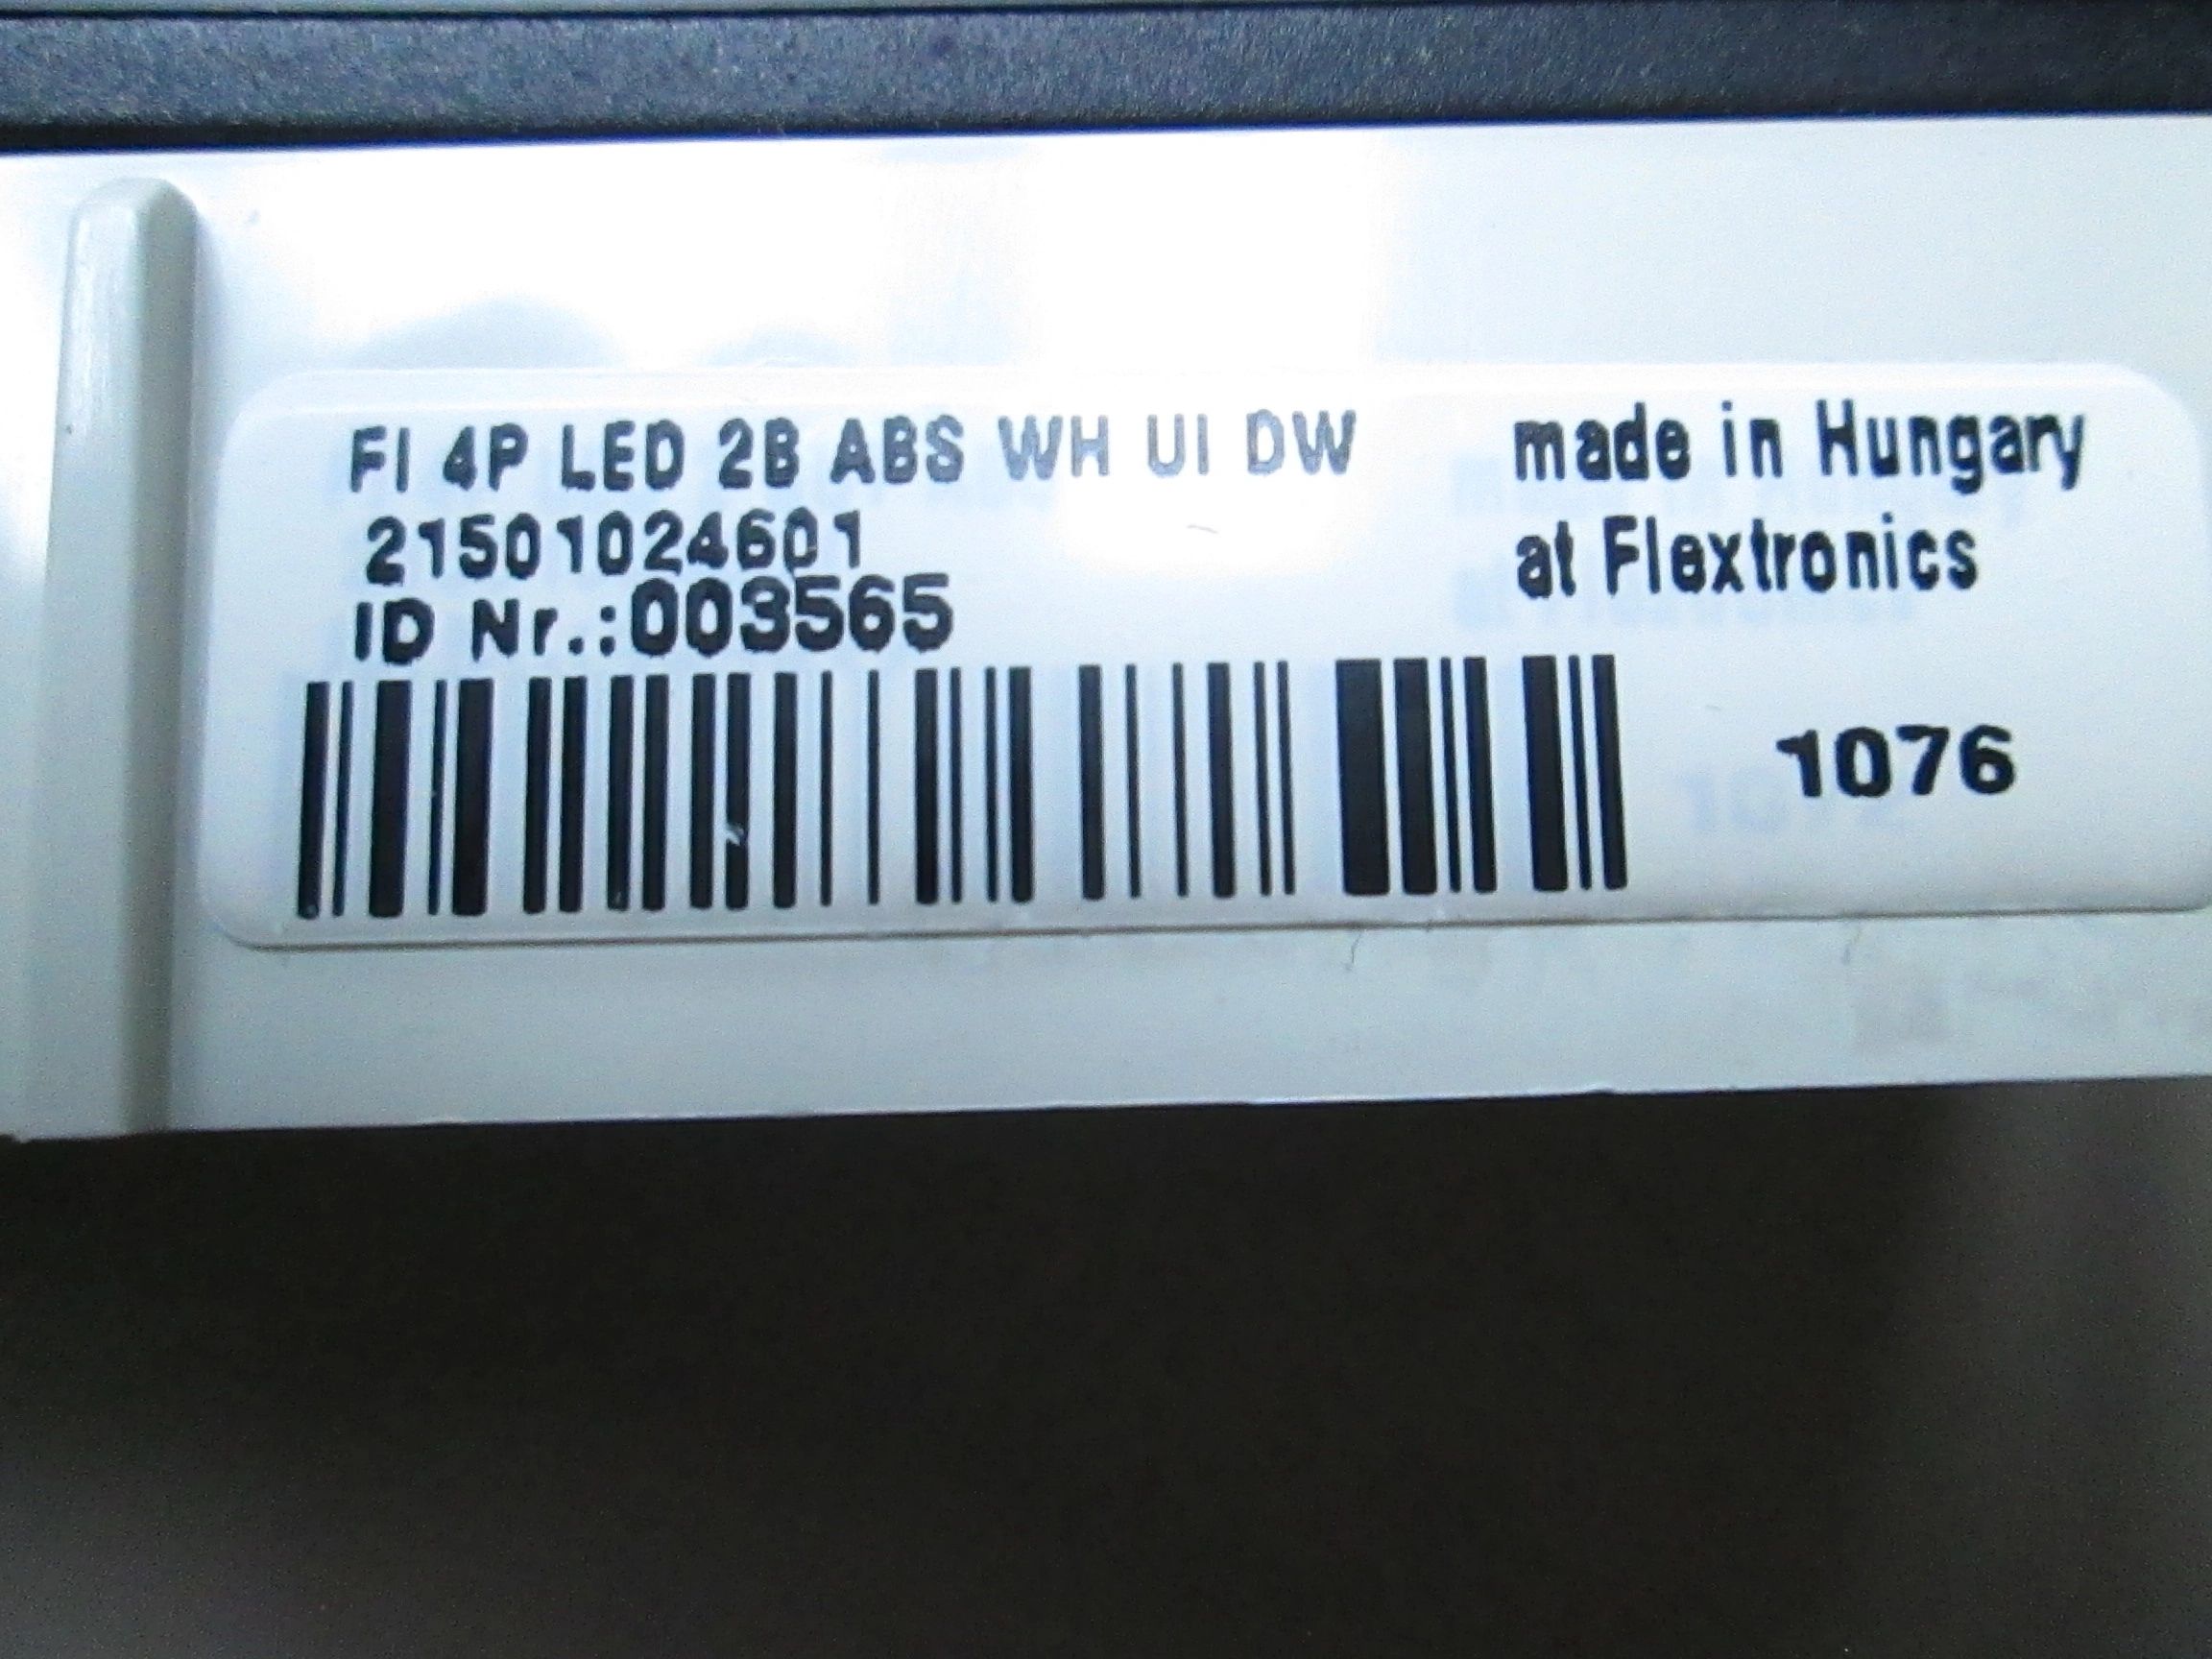 FI 4P LED 2B ABS WH UI DW
21501024601
ID Nr.:003565
made in Hungary
at Flextronics
1076